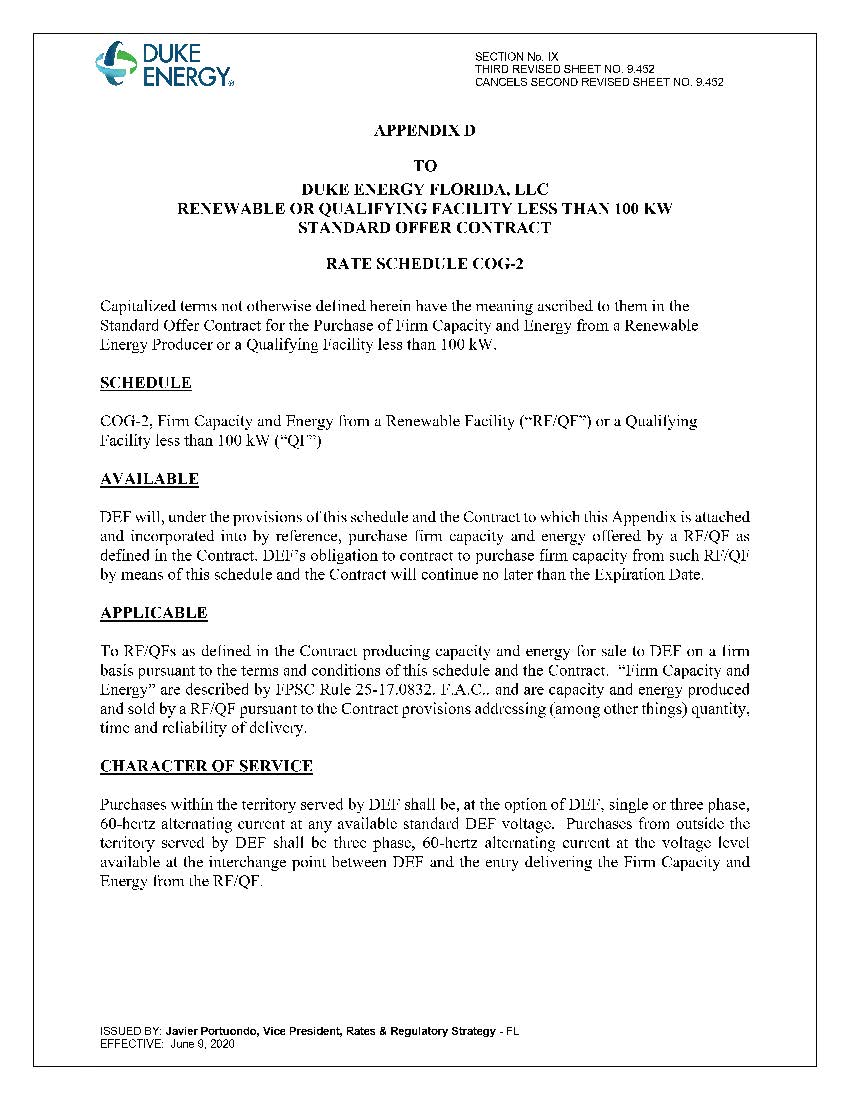 DUKE
ENERGY®
SECTION No. IX
THIRD REVISED SHEET NO. 9.452
CANCELS SECOND REVISED SHEET NO. 9.452
APPENDIX D
TO
DUKE ENERGY FLORIDA, LLC
RENEWABLE OR QUALIFYING FACILITY LESS THAN 100 KW
STANDARD OFFER CONTRACT
RATE SCHEDULE COG-2
Capitalized terms not otherwise defined herein have the meaning ascribed to them in the
Standard Offer Contract for the Purchase of Firm Capacity and Energy from a Renewable
Energy Producer or a Qualifying Facility less than 100 kW.
SCHEDULE
COG-2, Firm Capacity and Energy from a Renewable Facility (“RF/QF”) or a Qualifying
Facility less than 100 kW (“QF”)
AVAILABLE
DEF will, under the provisions of this schedule and the Contract to which this Appendix is attached
and incorporated into by reference, purchase firm capacity and energy offered by a RF/QF as
defined in the Contract. DEF’s obligation to contract to purchase firm capacity from such RF/QF
by means of this schedule and the Contract will continue no later than the Expiration Date.
APPLICABLE
To RF/QFs as defined in the Contract producing capacity and energy for sale to DEF on a firm
basis pursuant to the terms and conditions of this schedule and the Contract. “Firm Capacity and
Energy” are described by FPSC Rule 25-17.0832, F.A.C., and are capacity and energy produced
and sold by a RF/QF pursuant to the Contract provisions addressing (among other things) quantity,
time and reliability of delivery.
CHARACTER OF SERVICE
Purchases within the territory served by DEF shall be, at the option of DEF, single or three phase,
60-hertz alternating current at any available standard DEF voltage. Purchases from outside the
territory served by DEF shall be three phase, 60-hertz alternating current at the voltage level
available at the interchange point between DEF and the entry delivering the Firm Capacity and
Energy from the RF/QF.
ISSUED BY: Javier Portuondo, Vice President, Rates & Regulatory Strategy - FL
EFFECTIVE: June 9, 2020